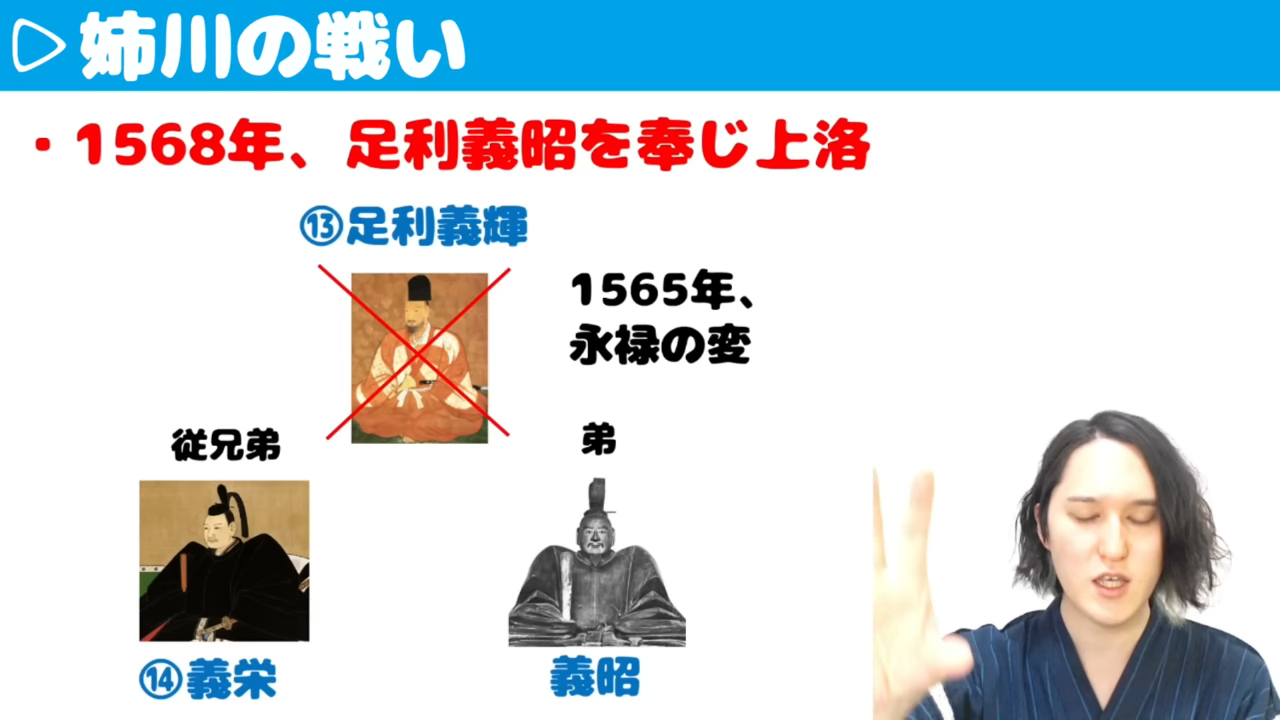 姉川の戦い
・1568年、足利義昭を奉じ上洛
⑬足利義輝
1565年、
永禄の変
従兄弟
弟
⑭義栄
義昭